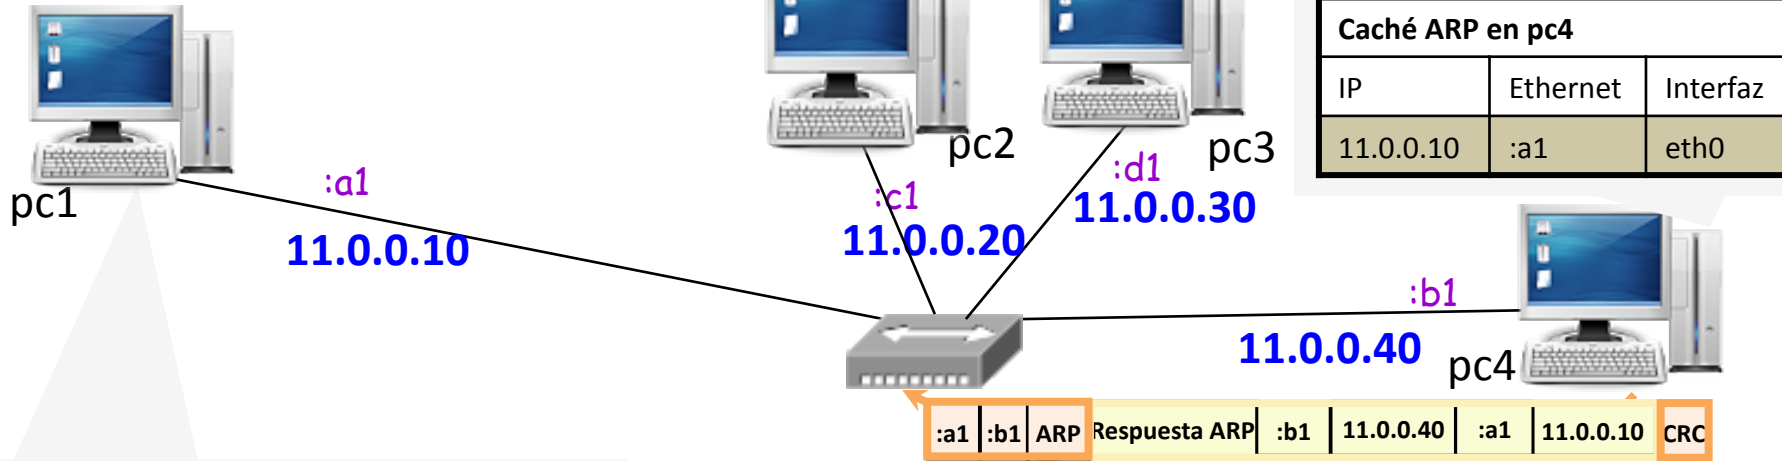 Caché ARP en pc4
IP Ethernet Interfaz
11.0.0.10 :a1 eth0
pc1
:a1
11.0.0.10
pc2
:c1
11.0.0.20
pc3
:d1
11.0.0.30
:b1
11.0.0.40
pc4
:a1 :b1 ARP Respuesta ARP :b1 11.0.0.40 :a1 11.0.0.10 CRC